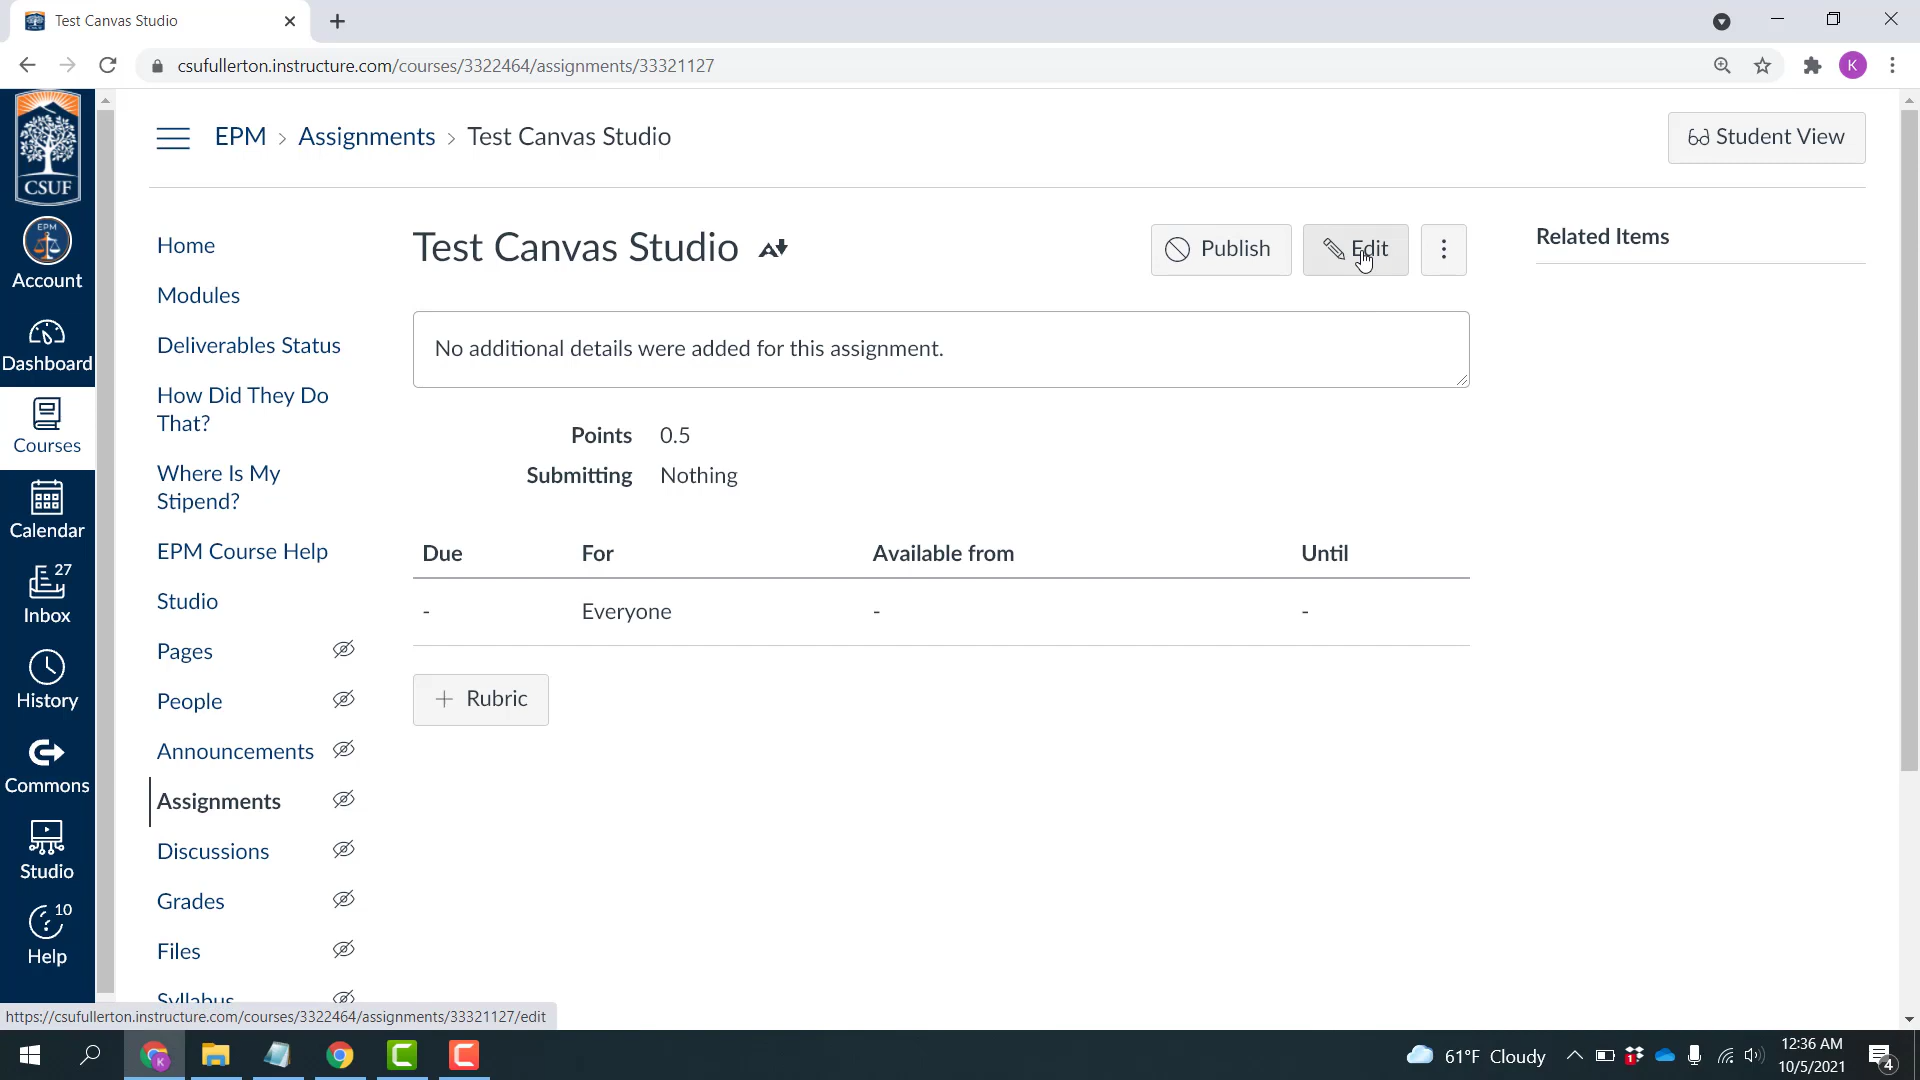 Test Canvas Studio
csufullerton.instructure.com/courses/3322464/assignments/33321127
K
CSUF
EPM
Account
Dashboard
Courses
Calendar
27
Inbox
History
Commons
Studio
10
Help
EPM > Assignments > Test Canvas Studio
Student View
Home
Modules
Deliverables Status
How Did They Do
That?
Where Is My
Stipend?
EPM Course Help
Studio
Pages
People
Announcements
Assignments
Discussions
Grades
Files
Syllabus
Test Canvas Studio
Publish
Edit
Related Items
No additional details were added for this assignment.
Points 0.5
Submitting Nothing
Due For Available from Until
- Everyone - -
+ Rubric
https://csufullerton.instructure.com/courses/3322464/assignments/33321127/edit
K
61°F Cloudy
1
12:36 AM
10/5/2021
4